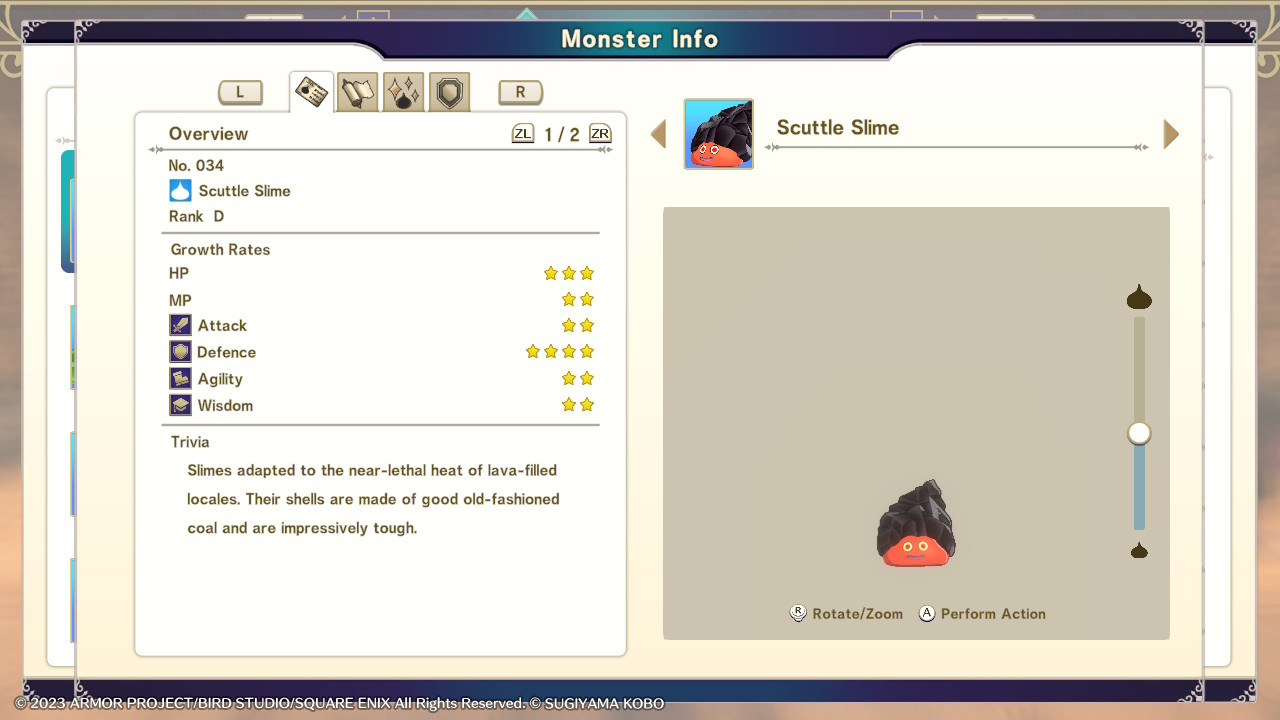 Monster Info
L
R
Overview
ZL 1 / 2 ZR
No. 034
Scuttle Slime
Rank D
Growth Rates
HP
MP
Attack
Defence
Agility
Wisdom
Trivia
Slimes adapted to the near-lethal heat of lava-filled
locales. Their shells are made of good old-fashioned
coal and are impressively tough.
Scuttle Slime
R Rotate/Zoom A Perform Action
© 2023 ARMOR PROJECT/BIRD STUDIO/SQUARE ENIX All Rights Reserved. © SUGIYAMA KOBO